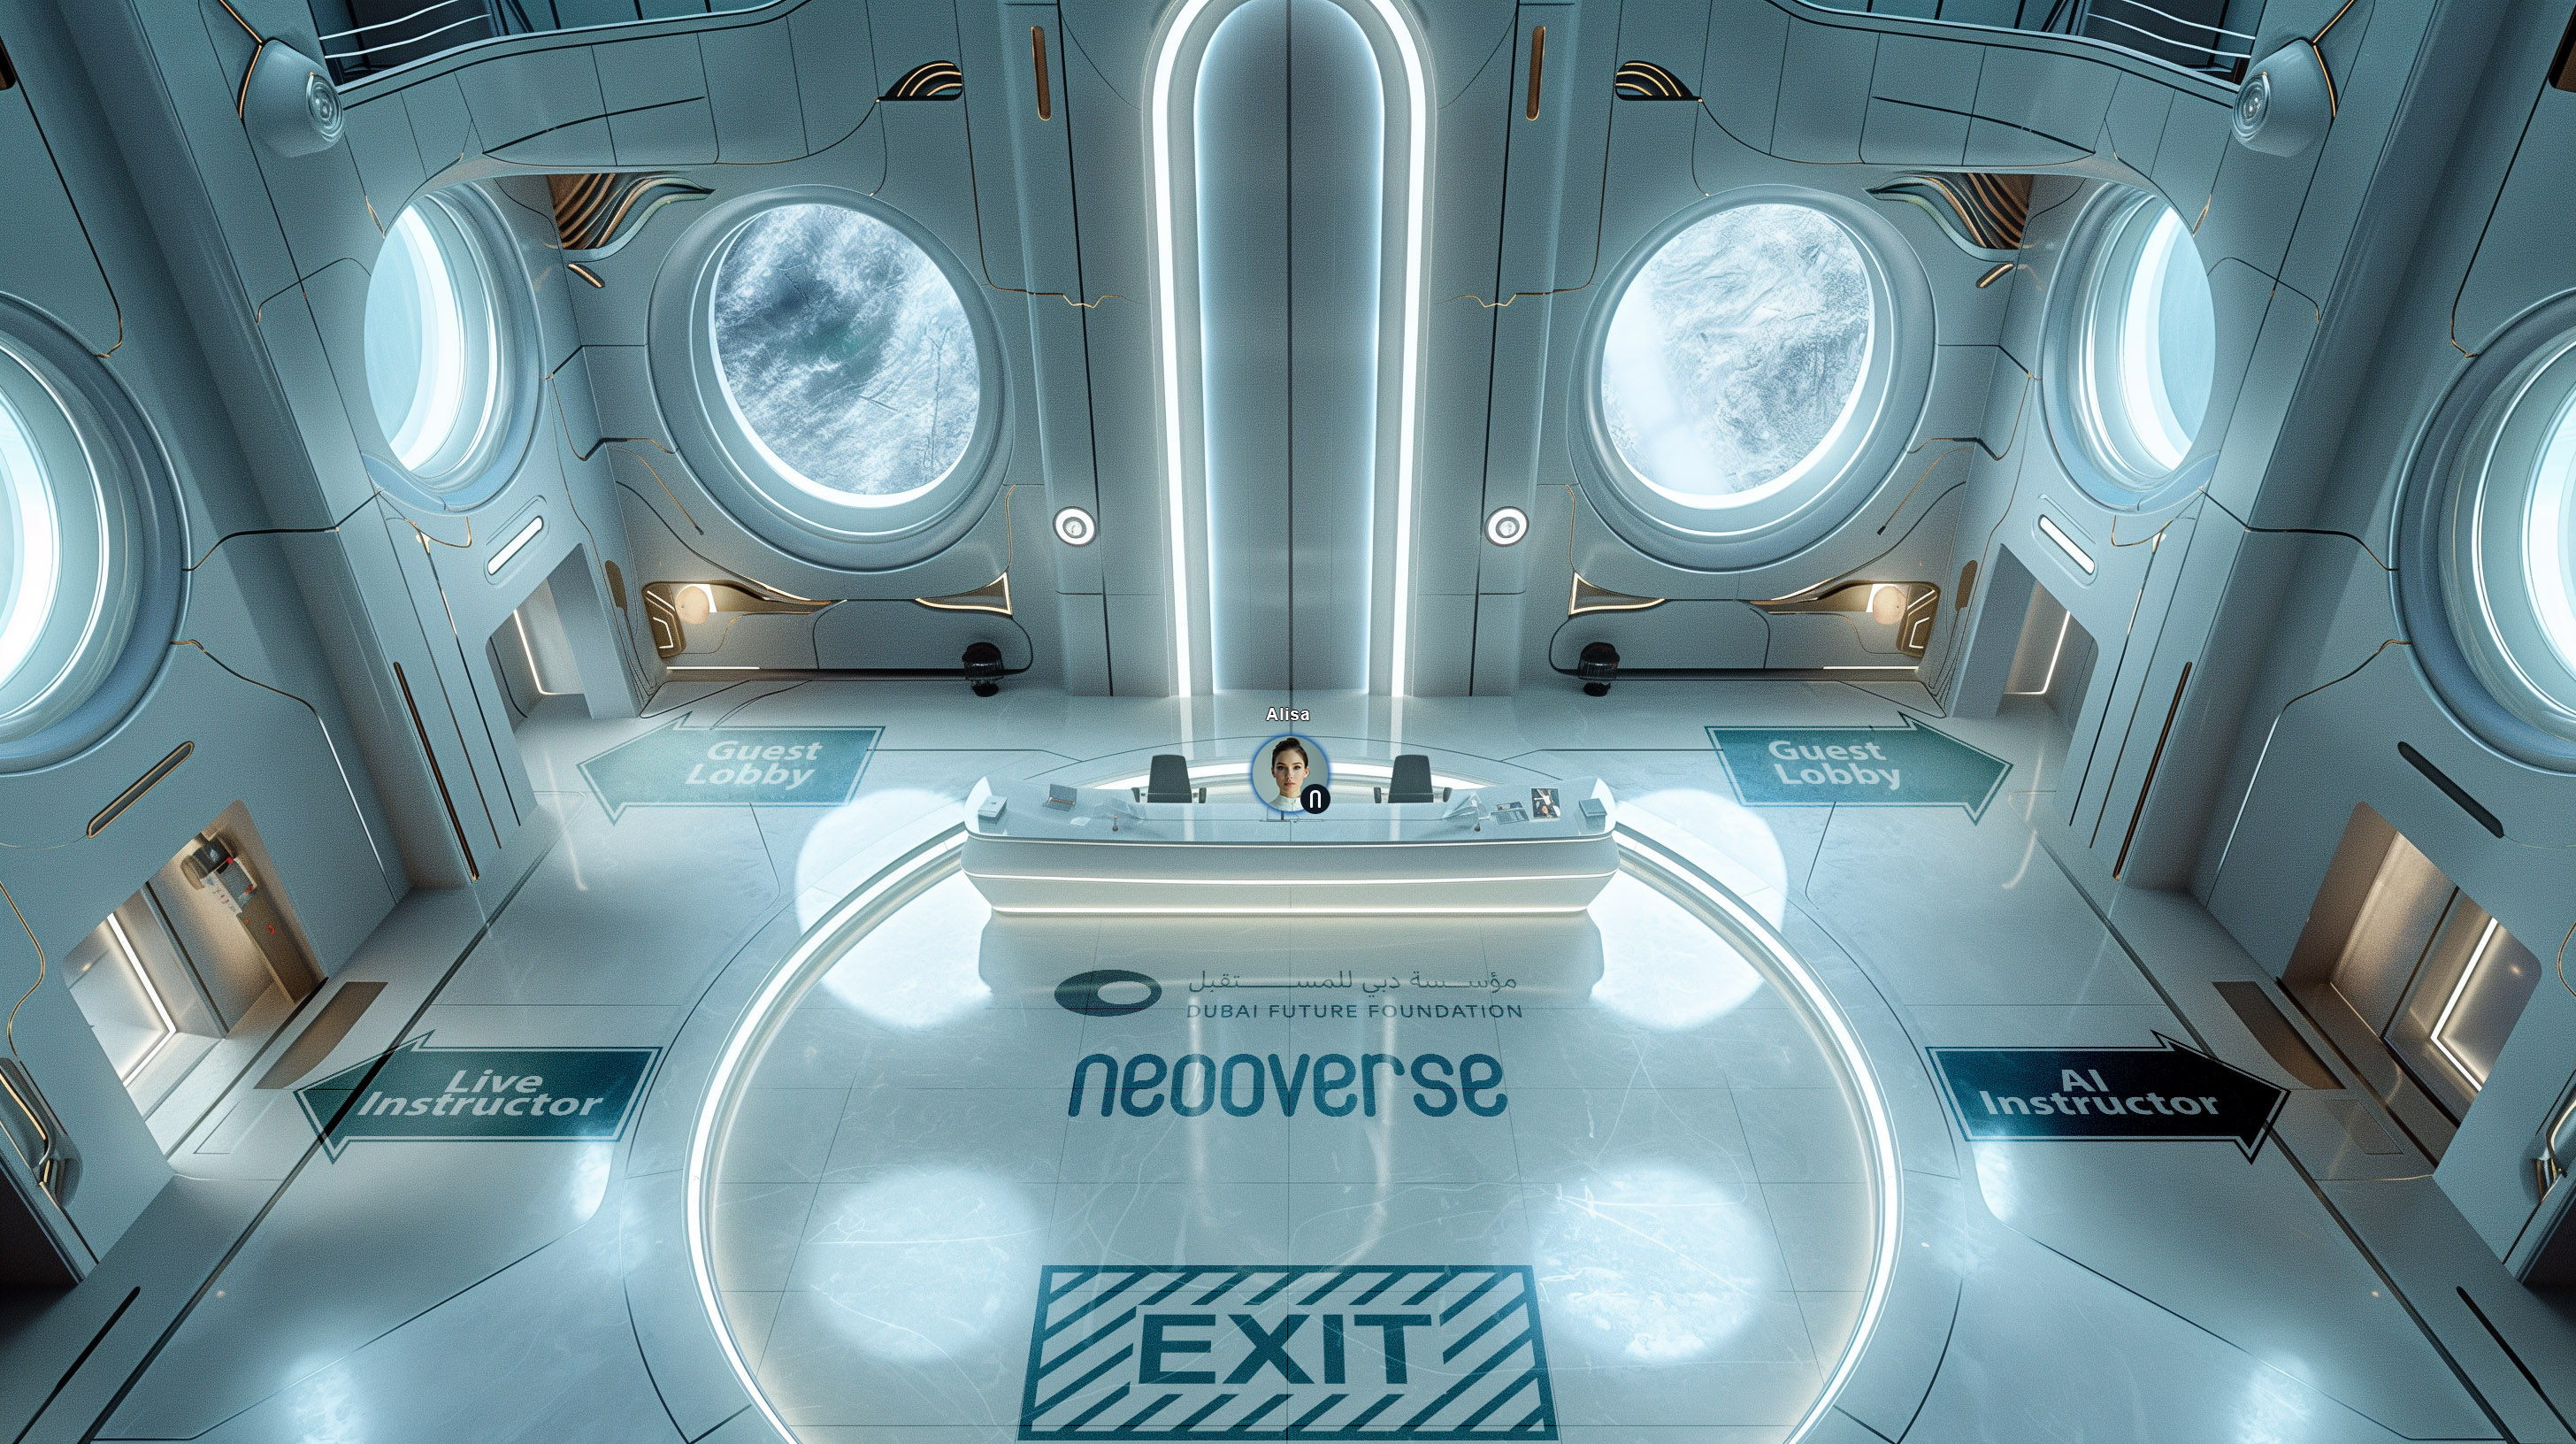 Alisa
Guest
Lobby
Guest
Lobby
مؤسسة دبي للمستقبل
DUBAI FUTURE FOUNDATION
neooverse
Live
Instructor
AI
Instructor
EXIT